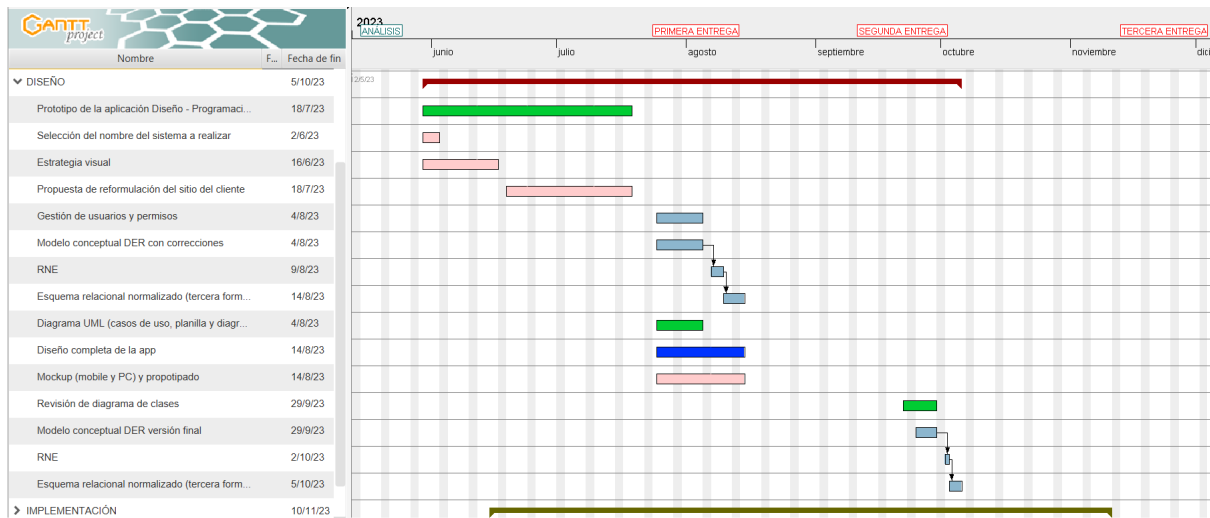 GANTT
project
2023
ANÁLISIS
PRIMERA ENTREGA
SEGUNDA ENTREGA
TERCERA ENTREGA
junio
julio
agosto
septiembre
octubre
noviembre
dici
Nombre
F...
Fecha de fin
DISEÑO 5/10/23
12/5/23
Prototipo de la aplicación Diseño - Programaci... 18/7/23
Selección del nombre del sistema a realizar 2/6/23
Estrategia visual 16/6/23
Propuesta de reformulación del sitio del cliente 18/7/23
Gestión de usuarios y permisos 4/8/23
Modelo conceptual DER con correcciones 4/8/23
RNE 9/8/23
Esquema relacional normalizado (tercera form... 14/8/23
Diagrama UML (casos de uso, planilla y diagr... 4/8/23
Diseño completa de la app 14/8/23
Mockup (mobile y PC) y propotipado 14/8/23
Revisión de diagrama de clases 29/9/23
Modelo conceptual DER versión final 29/9/23
RNE 2/10/23
Esquema relacional normalizado (tercera form... 5/10/23
IMPLEMENTACIÓN 10/11/23